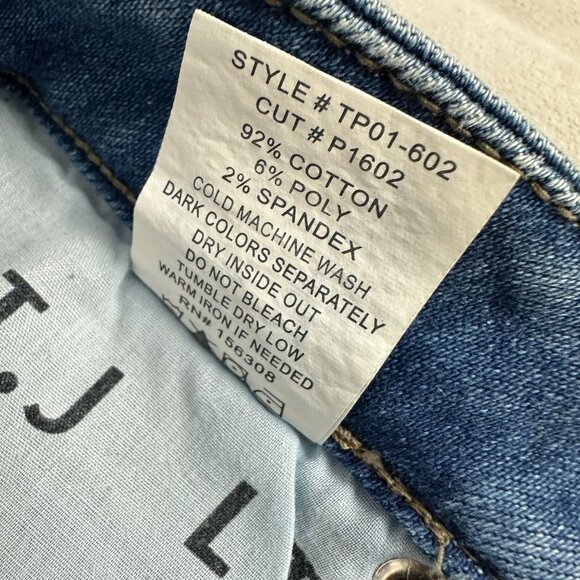 STYLE # TP01-602
CUT # P1602
92% COTTON
6% POLY
2% SPANDEX
COLD MACHINE WASH
DARK COLORS SEPARATELY
DRY INSIDE OUT
DO NOT BLEACH
TUMBLE DRY LOW
WARM IRON IF NEEDED
RN# 156308
T.J
L